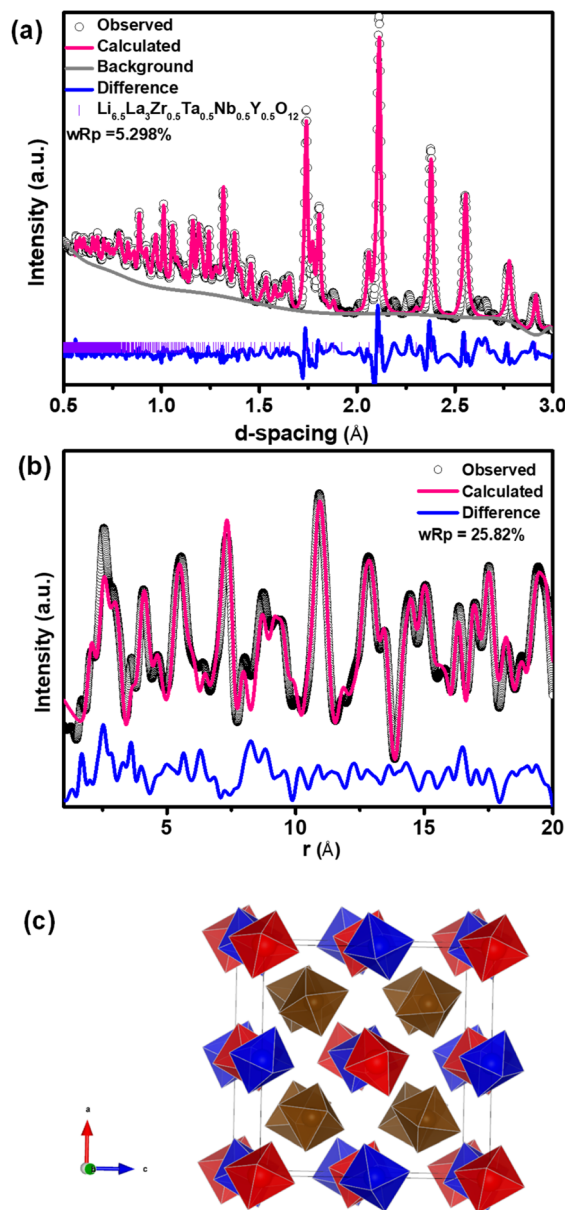 (a)
Observed
Calculated
Background
Difference
Li6.5La3Zr0.5Ta0.5Nb0.5Y0.5O12
wRp =5.298%
Intensity (a.u.)
0.5 1.0 1.5 2.0 2.5 3.0
d-spacing (Å)
(b)
Observed
Calculated
Difference
wRp = 25.82%
Intensity (a.u.)
5 10 15 20
r (Å)
(c)
a
c